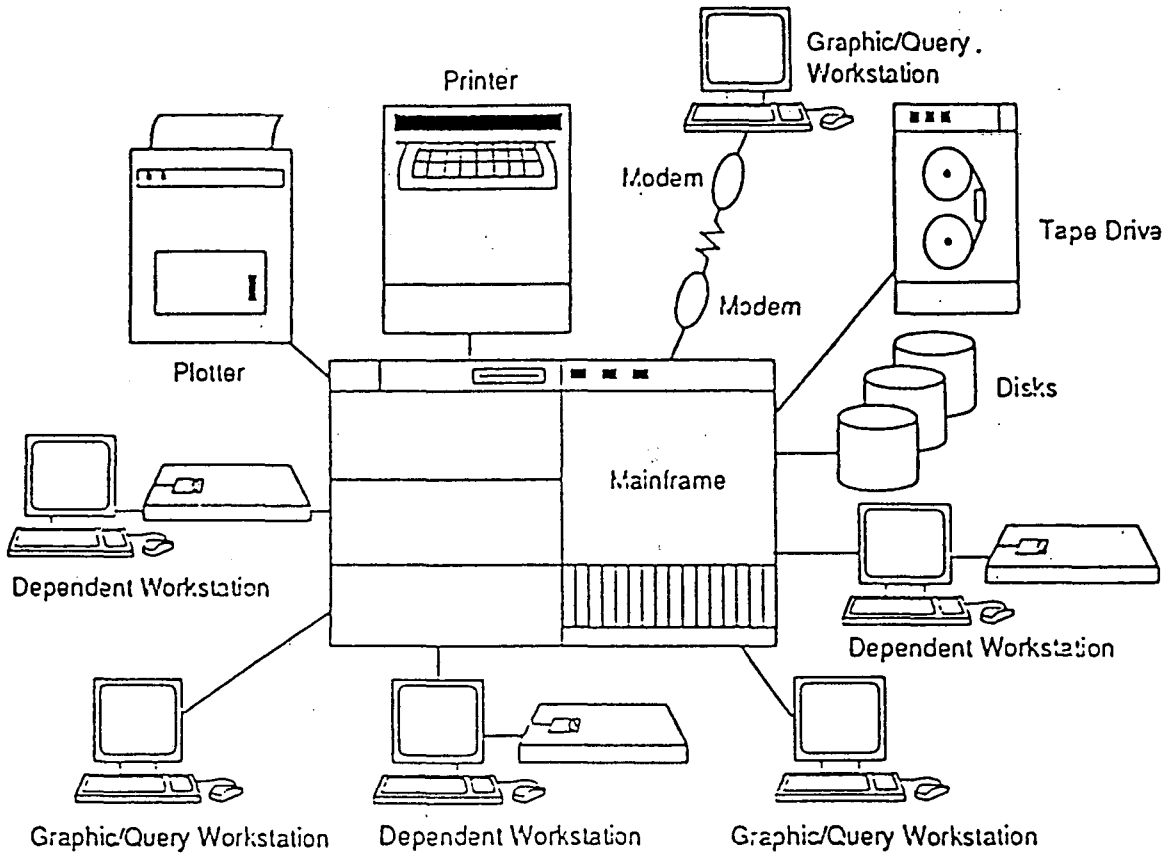 Graphic/Query
Workstation
Printer
Modem
Tape Drive
Modem
Plotter
Disks
Mainframe
Dependent Workstation
Dependent Workstation
Graphic/Query Workstation
Dependent Workstation
Graphic/Query Workstation